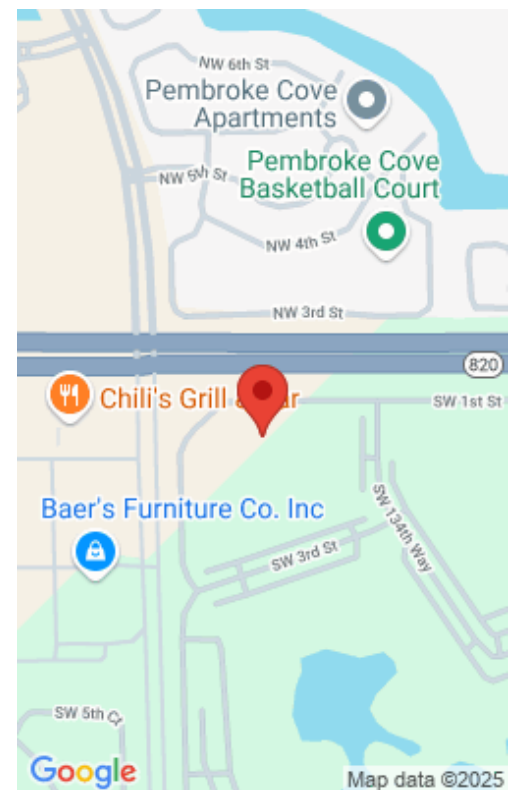 NW 6th St
Pembroke Cove
Apartments
Pembroke Cove
Basketball Court
NW 5th St
NW 4th St
NW 3rd St
820
Chili's Grill & Bar
SW 1st St
Baer's Furniture Co. Inc
SW 134th Way
SW 3rd St
SW 5th Ct
Google
Map data ©2025